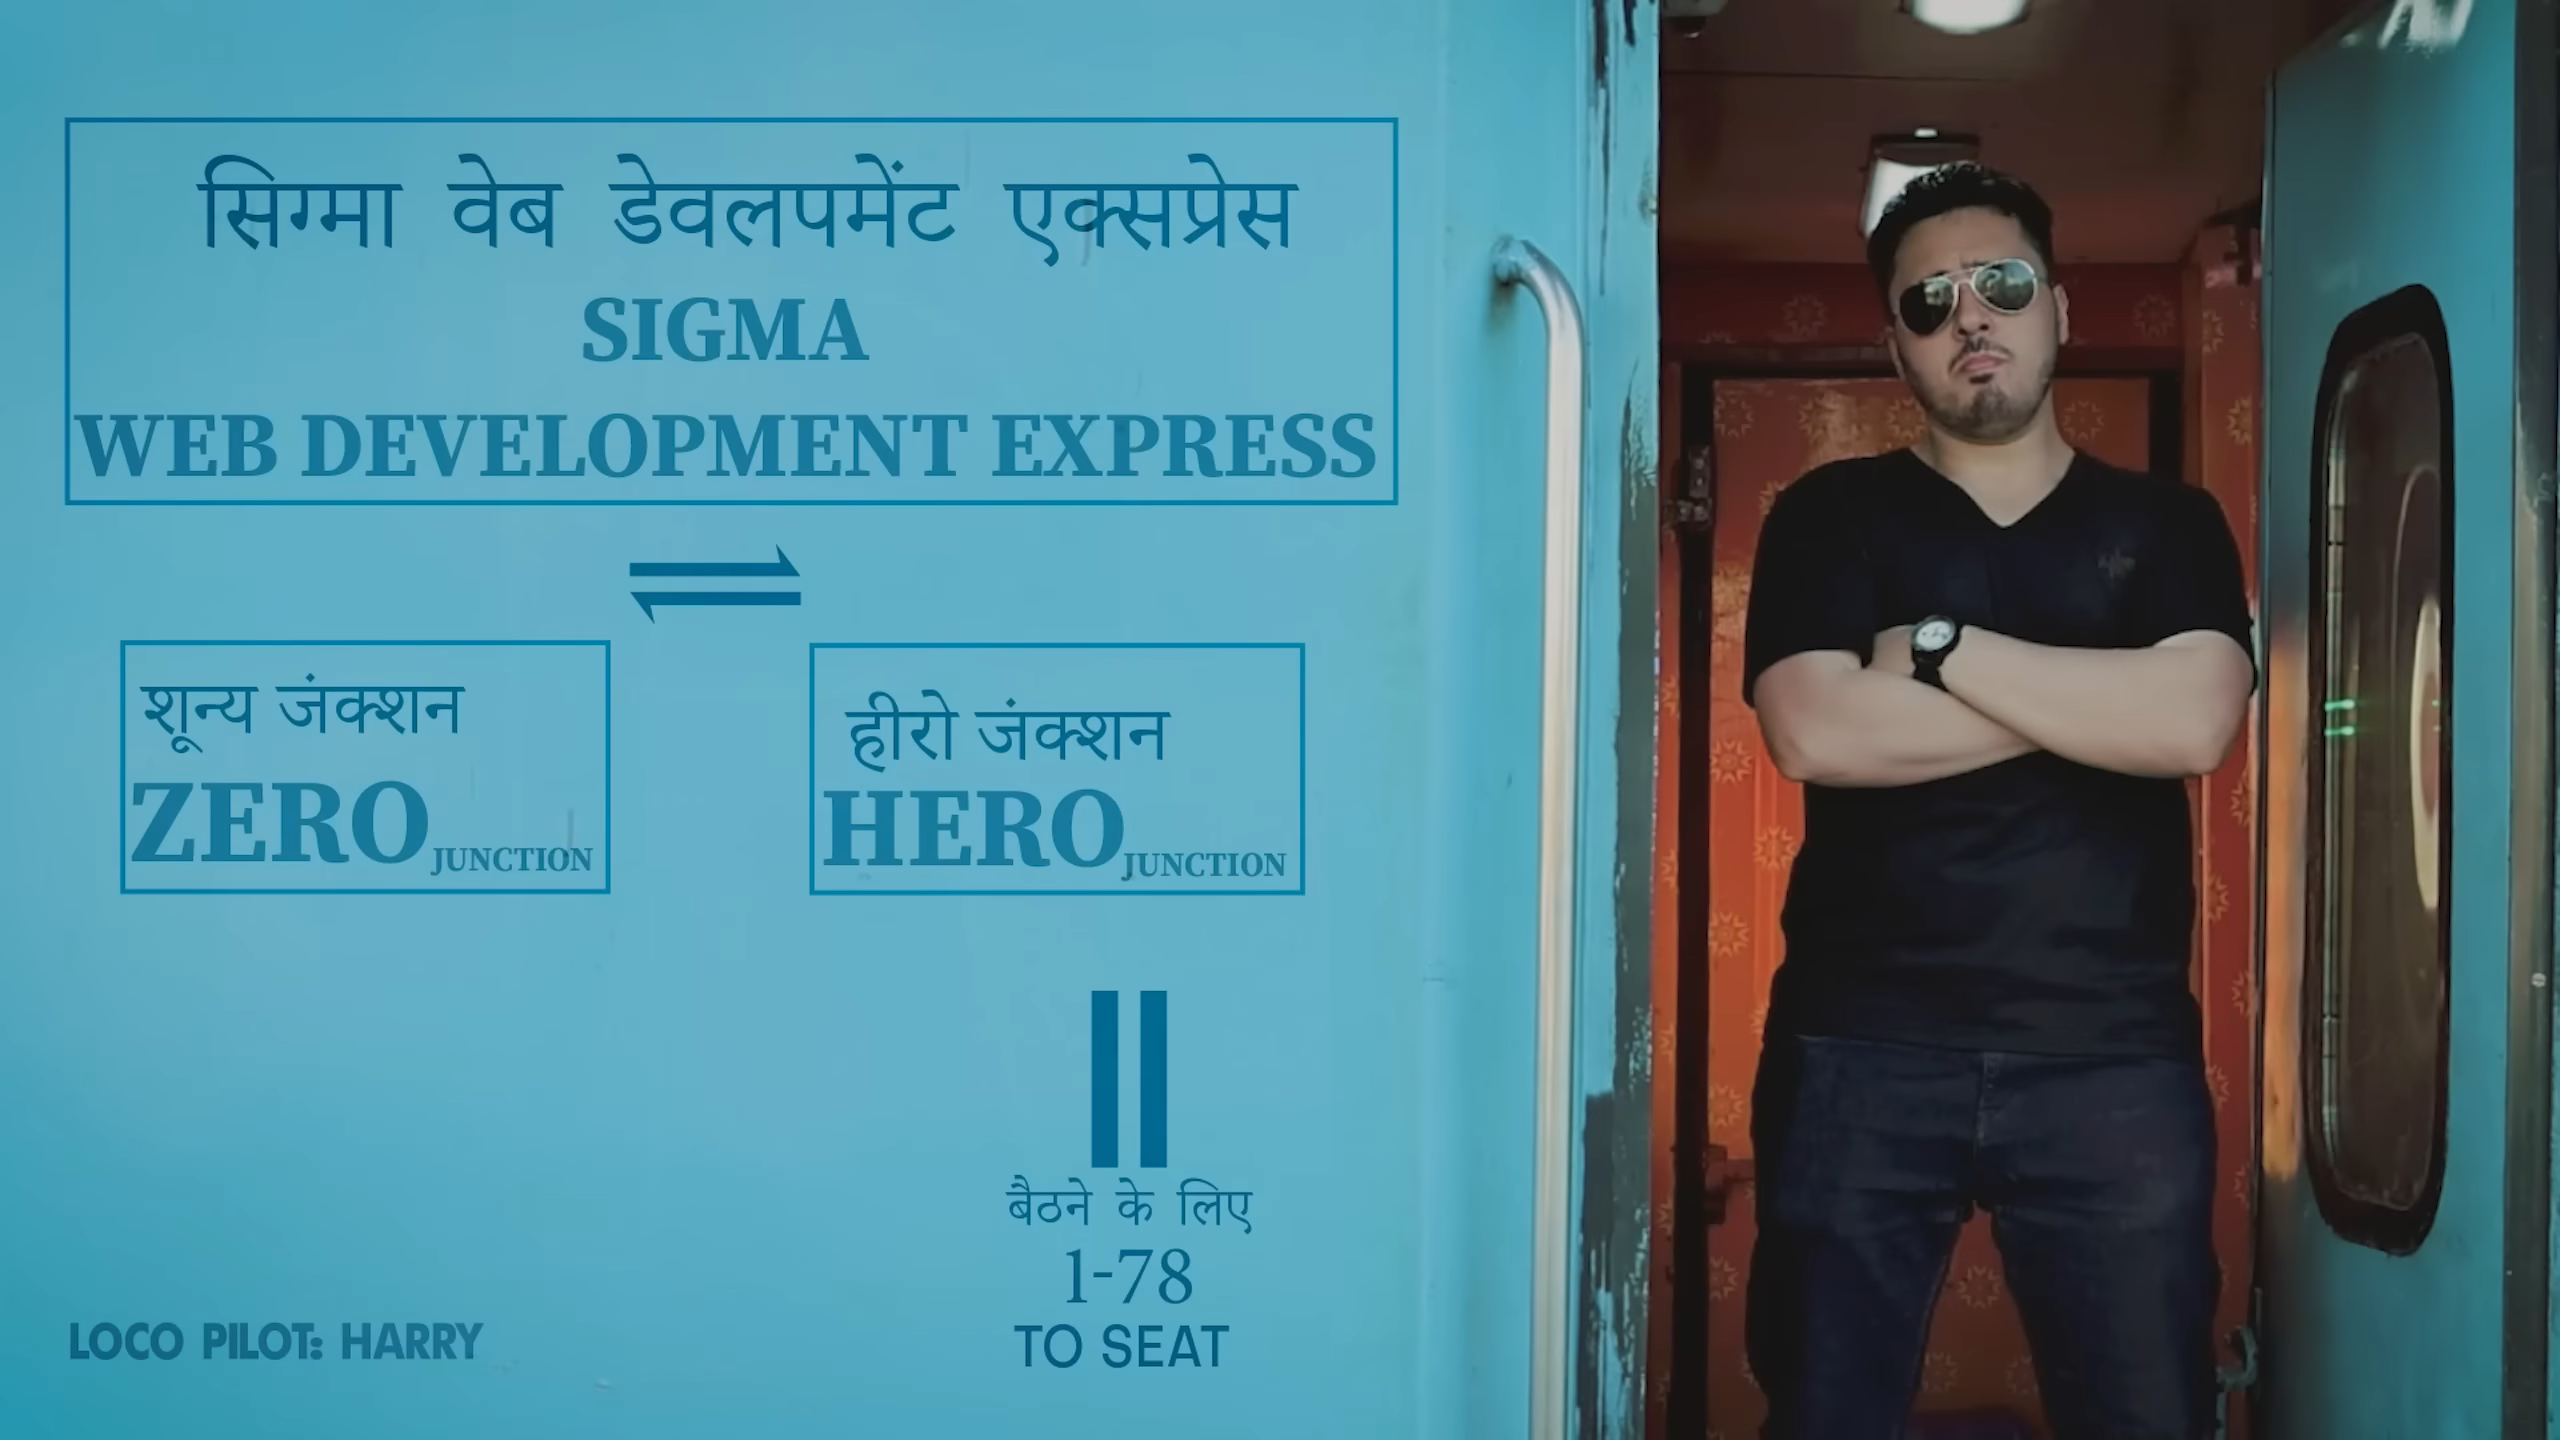 सिग्मा वेब डेवलपमेंट एक्सप्रेस
SIGMA
WEB DEVELOPMENT EXPRESS
शून्य जंक्शन
ZERO JUNCTION
हीरो जंक्शन
HERO JUNCTION
बैठने के लिए
1-78
TO SEAT
LOCO PILOT: HARRY